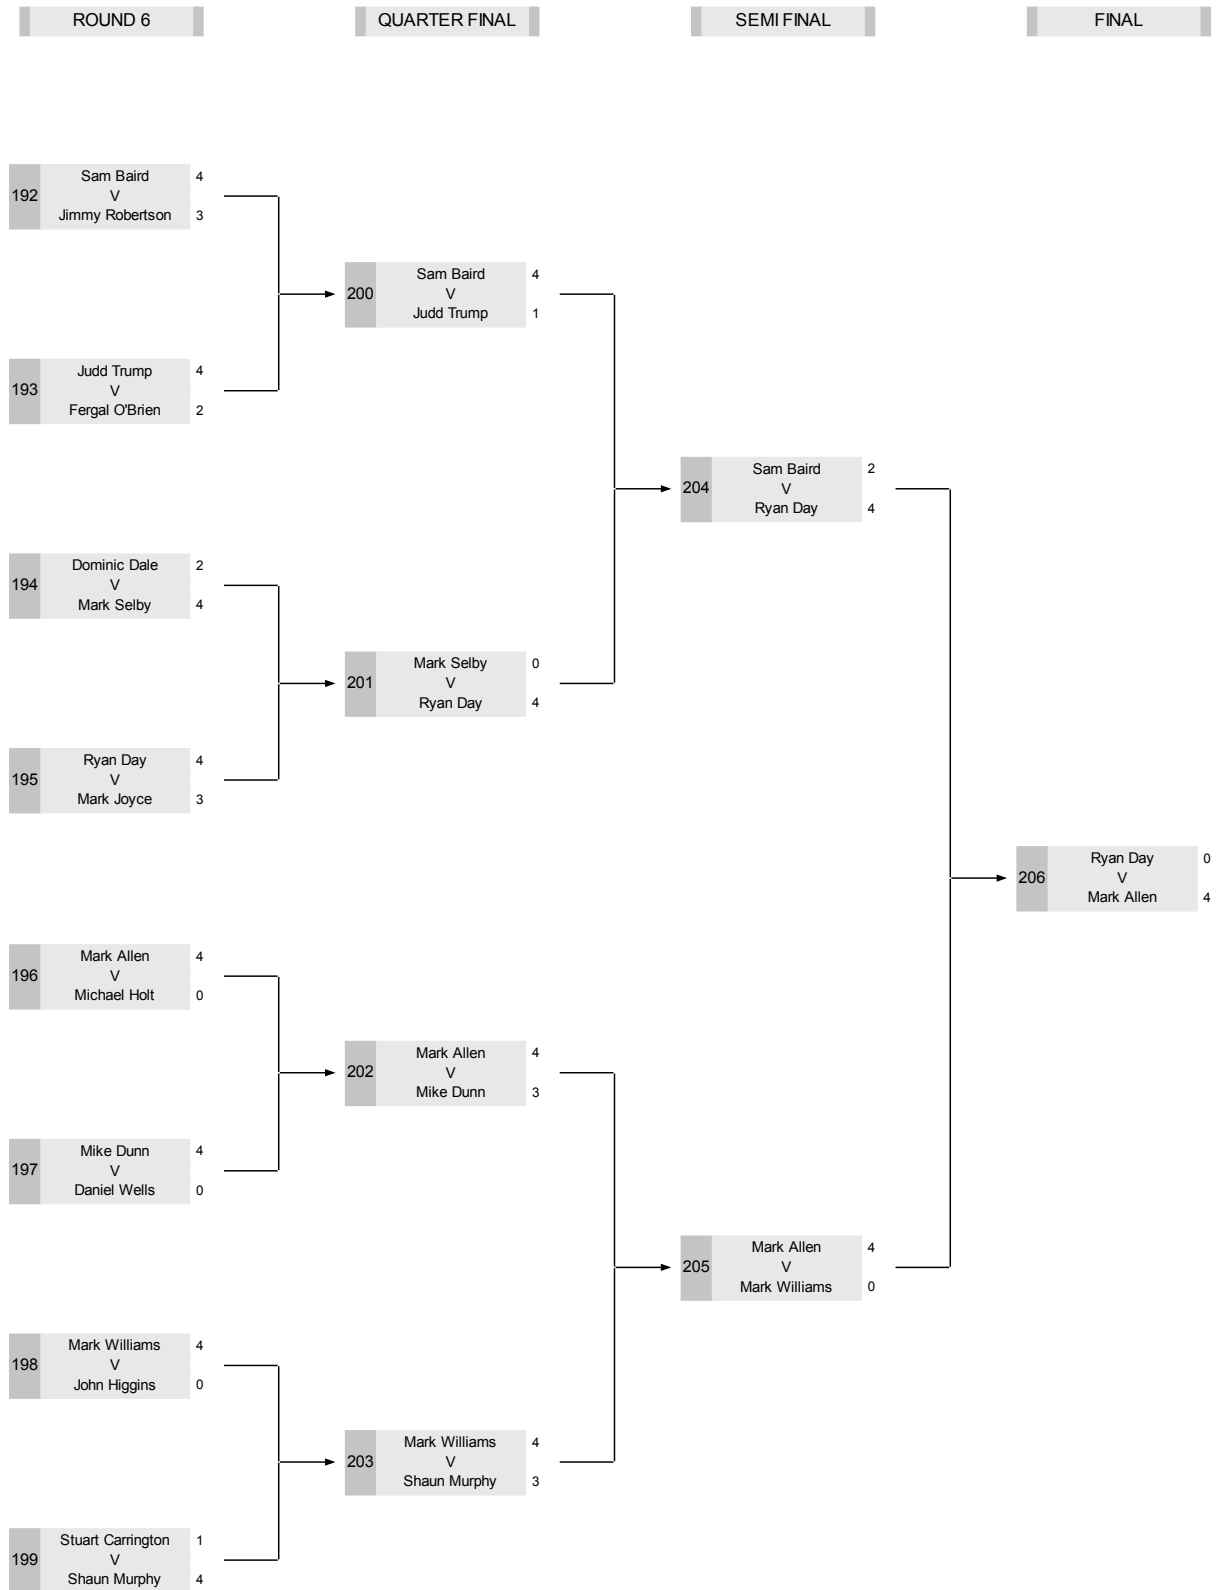 ROUND 6
QUARTER FINAL
SEMI FINAL
FINAL
192
Sam Baird 4
V
Jimmy Robertson 3
193
Judd Trump 4
V
Fergal O'Brien 2
194
Dominic Dale 2
V
Mark Selby 4
195
Ryan Day 4
V
Mark Joyce 3
196
Mark Allen 4
V
Michael Holt 0
197
Mike Dunn 4
V
Daniel Wells 0
198
Mark Williams 4
V
John Higgins 0
199
Stuart Carrington 1
V
Shaun Murphy 4
200
Sam Baird 4
V
Judd Trump 1
201
Mark Selby 0
V
Ryan Day 4
202
Mark Allen 4
V
Mike Dunn 3
203
Mark Williams 4
V
Shaun Murphy 3
204
Sam Baird 2
V
Ryan Day 4
205
Mark Allen 4
V
Mark Williams 0
206
Ryan Day 0
V
Mark Allen 4